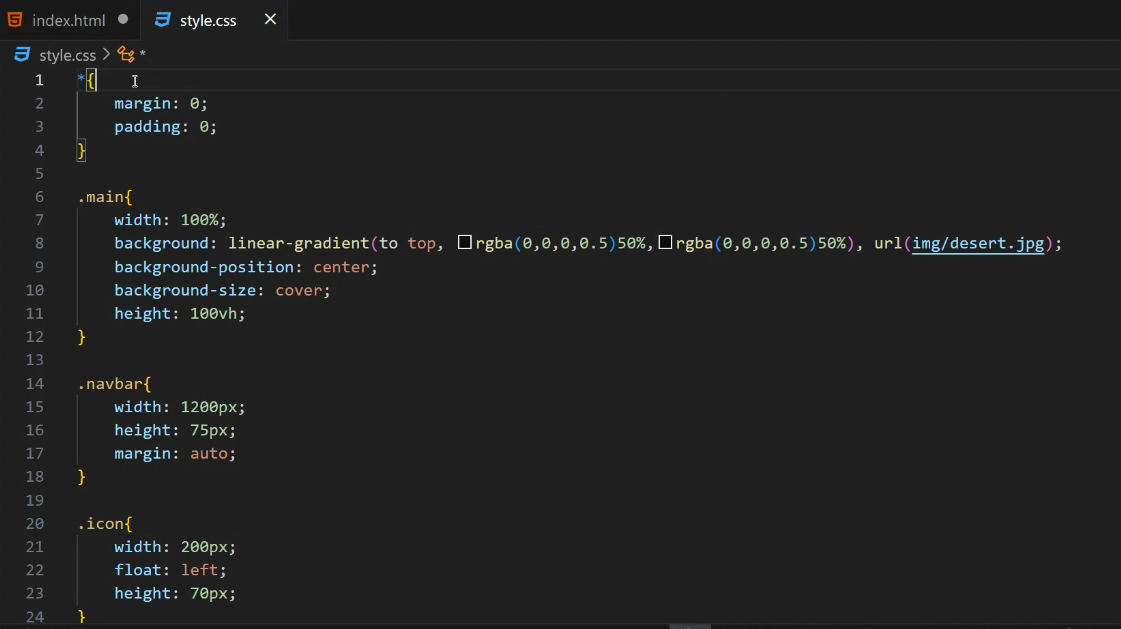 index.html
style.css
style.css > *
1 *{
2     margin: 0;
3     padding: 0;
4 }
5
6 .main{
7     width: 100%;
8     background: linear-gradient(to top, rgba(0,0,0,0.5)50%,rgba(0,0,0,0.5)50%), url(img/desert.jpg);
9     background-position: center;
10     background-size: cover;
11     height: 100vh;
12 }
13
14 .navbar{
15     width: 1200px;
16     height: 75px;
17     margin: auto;
18 }
19
20 .icon{
21     width: 200px;
22     float: left;
23     height: 70px;
24 }